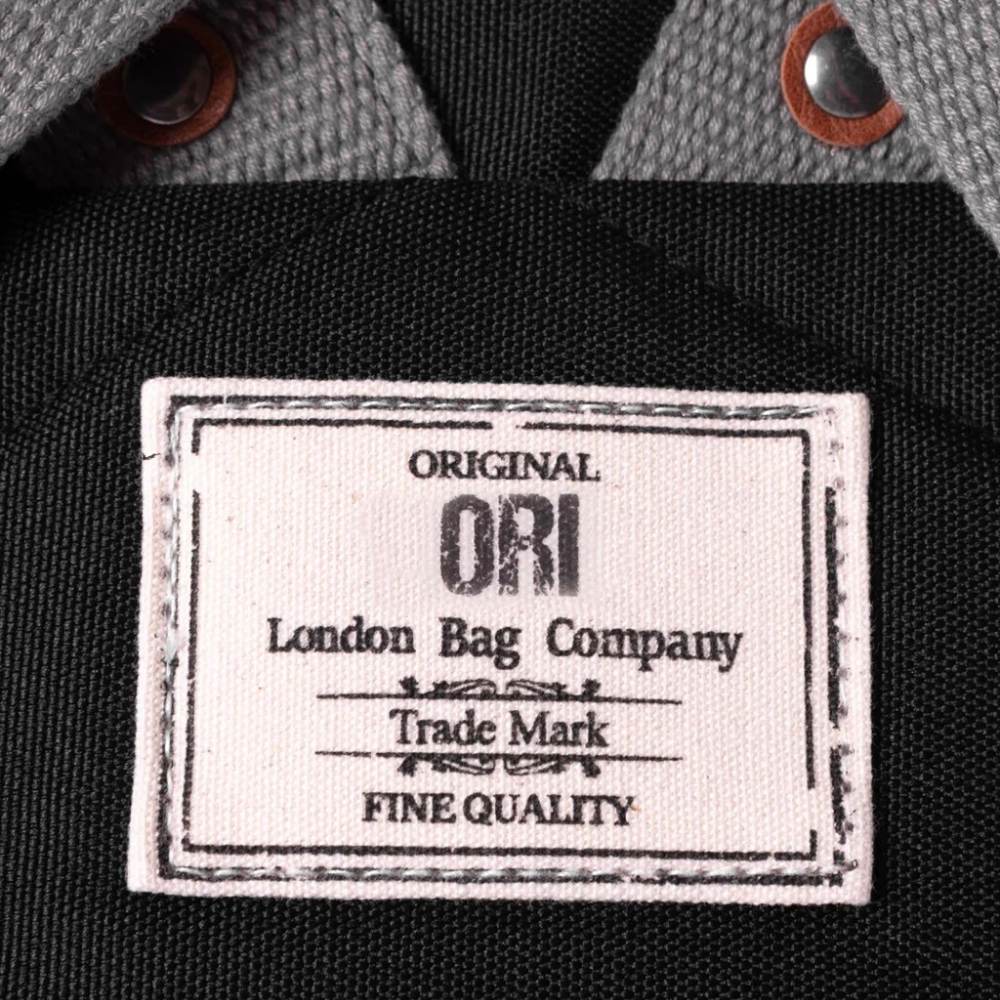 ORIGINAL
ORI
London Bag Company
Trade Mark
FINE QUALITY